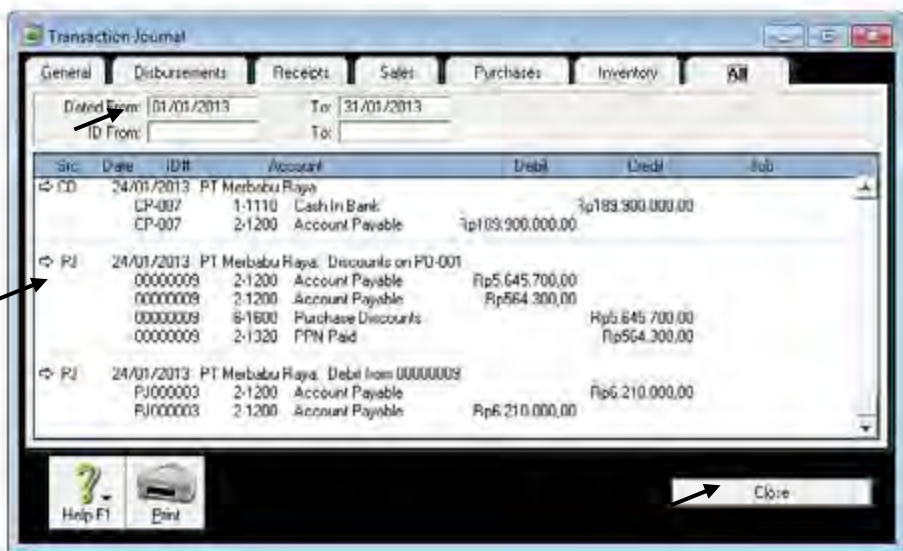 Transaction Journal
General Disbursements Receipts Sales Purchases Inventory All
Dated From: 01/01/2013 To: 31/01/2013
ID From: To:
Src Date ID# Account Debit Credit Job
CD 24/01/2013 PT Merbabu Raya
CP-007 1-1110 Cash In Bank Rp189.900.000,00
CP-007 2-1200 Account Payable Rp189.900.000,00
PJ 24/01/2013 PT Merbabu Raya: Discounts on PO-001
00000009 2-1200 Account Payable Rp5.645.700,00
00000009 2-1200 Account Payable Rp564.300,00
00000009 6-1600 Purchase Discounts Rp5.645.700,00
00000009 2-1320 PPN Paid Rp564.300,00
PJ 24/01/2013 PT Merbabu Raya: Debit from 00000009
PJ000003 2-1200 Account Payable Rp6.210.000,00
PJ000003 2-1200 Account Payable Rp6.210.000,00
Help F1 Print Close